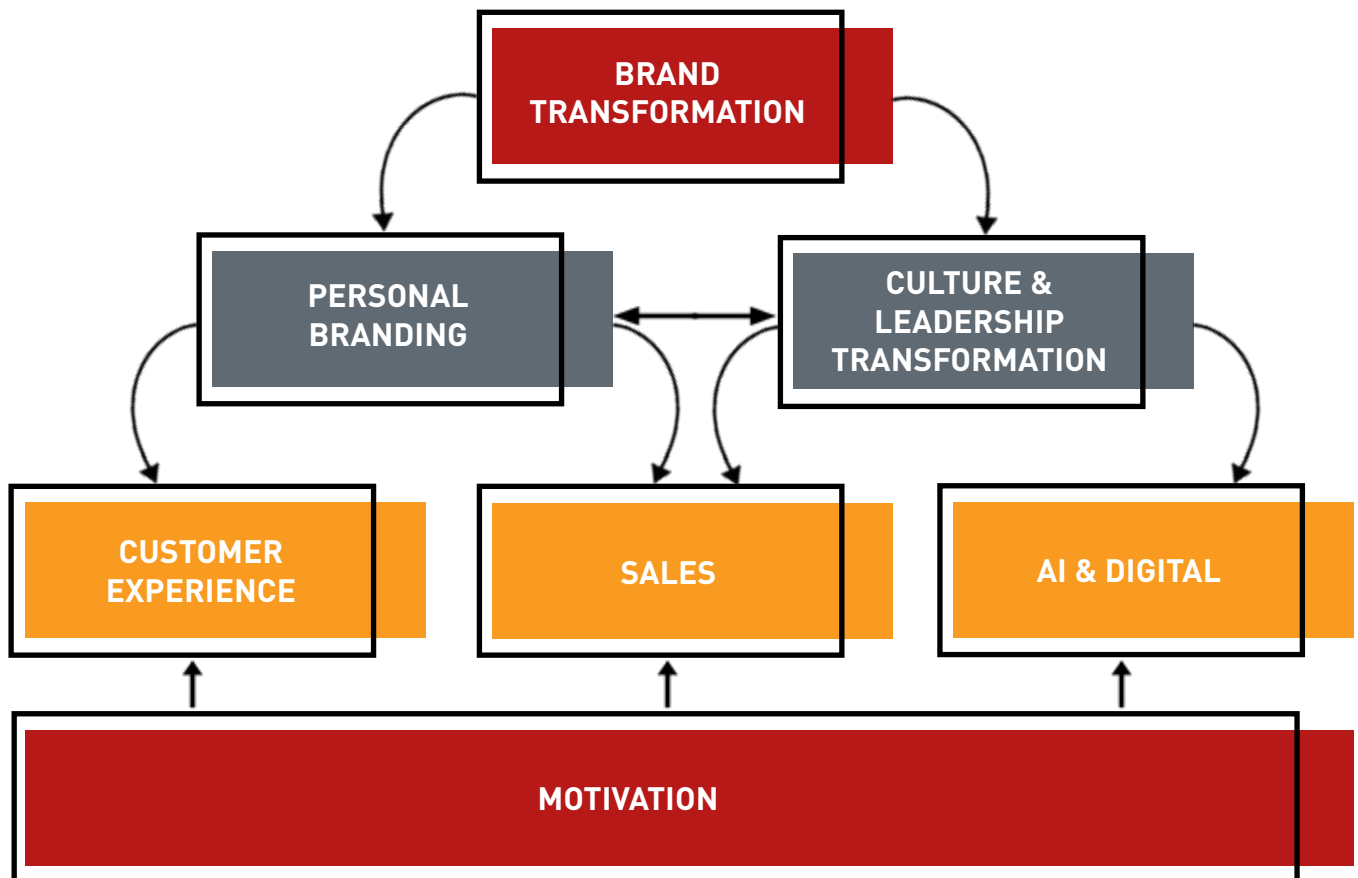 BRAND
TRANSFORMATION
PERSONAL
BRANDING
CULTURE &
LEADERSHIP
TRANSFORMATION
CUSTOMER
EXPERIENCE
SALES
AI & DIGITAL
MOTIVATION